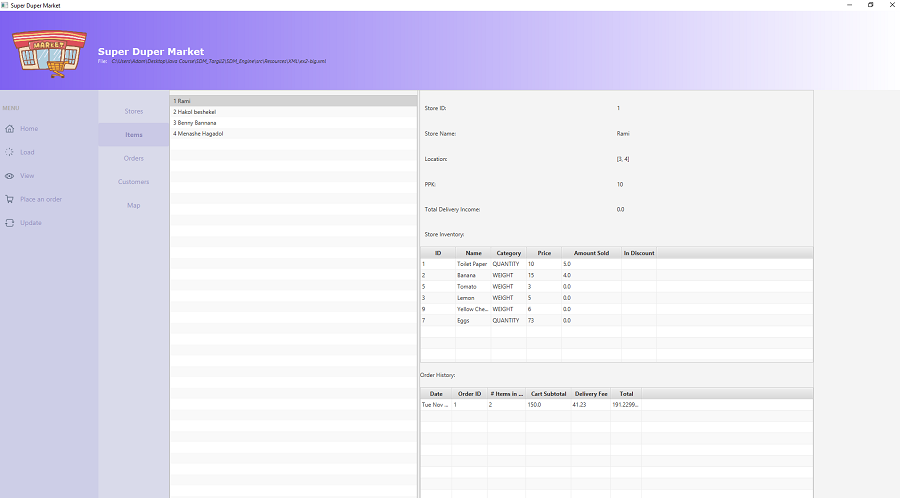 Super Duper Market
MARKET
Super Duper Market
File: C:\Users\Adam\Desktop\Java Course\SDM_Targil2\SDM_Engine\src\Resources\XML\ex2-big.xml
MENU
Home
Load
View
Place an order
Update
Stores
Items
Orders
Customers
Map
1 Rami
2 Hakol beshekel
3 Benny Bannana
4 Menashe Hagadol
Store ID: 1
Store Name: Rami
Location: [3, 4]
PPK: 10
Total Delivery Income: 0.0
Store Inventory:
ID Name Category Price Amount Sold In Discount
1 Toilet Paper QUANTITY 10 5.0
2 Banana WEIGHT 15 4.0
5 Tomato WEIGHT 3 0.0
3 Lemon WEIGHT 5 0.0
9 Yellow Che... WEIGHT 6 0.0
7 Eggs QUANTITY 73 0.0
Order History:
Date Order ID # Items in ... Cart Subtotal Delivery Fee Total
Tue Nov ... 1 2 150.0 41.23 191.2299...